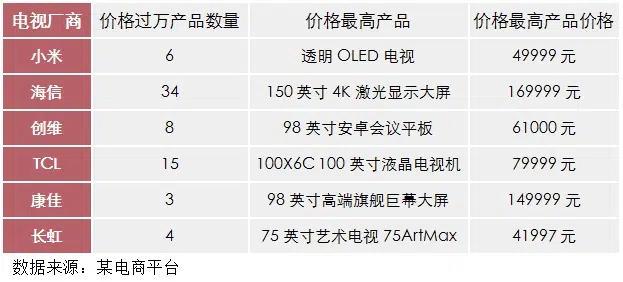 电视厂商 价格过万产品数量 价格最高产品 价格最高产品价格
小米 6 透明 OLED 电视 49999 元
海信 34 150 英寸 4K 激光显示大屏 169999 元
创维 8 98 英寸安卓会议平板 61000 元
TCL 15 100X6C 100 英寸液晶电视机 79999 元
康佳 3 98 英寸高端旗舰巨幕大屏 149999 元
长虹 4 75 英寸艺术电视 75ArtMax 41997 元
数据来源：某电商平台